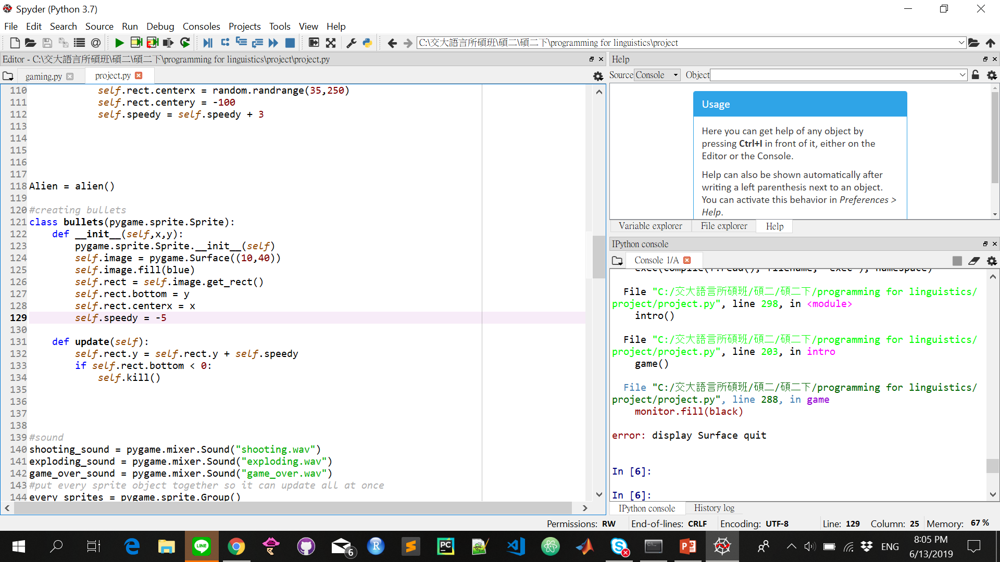 Spyder (Python 3.7)
File Edit Search Source Run Debug Consoles Projects Tools View Help
C:\交大語言所碩班\碩二\碩二下\programming for linguistics\project
Editor - C:\交大語言所碩班\碩二\碩二下\programming for linguistics\project\project.py
gaming.py project.py
110 self.rect.centerx = random.randrange(35,250)
111 self.rect.centery = -100
112 self.speedy = self.speedy + 3
113
114
115
116
117
118 Alien = alien()
119
120 #creating bullets
121 class bullets(pygame.sprite.Sprite):
122 def __init__(self,x,y):
123 pygame.sprite.Sprite.__init__(self)
124 self.image = pygame.Surface((10,40))
125 self.image.fill(blue)
126 self.rect = self.image.get_rect()
127 self.rect.bottom = y
128 self.rect.centerx = x
129 self.speedy = -5
130
131 def update(self):
132 self.rect.y = self.rect.y + self.speedy
133 if self.rect.bottom < 0:
134 self.kill()
135
136
137
138
139 #sound
140 shooting_sound = pygame.mixer.Sound("shooting.wav")
141 exploding_sound = pygame.mixer.Sound("exploding.wav")
142 game_over_sound = pygame.mixer.Sound("game_over.wav")
143 #put every sprite object together so it can update all at once
144 every_sprites = pygame.sprite.Group()
Help
Source Console Object
Usage
Here you can get help of any object by
pressing Ctrl+I in front of it, either on the
Editor or the Console.
Help can also be shown automatically after
writing a left parenthesis next to an object.
You can activate this behavior in Preferences >
Help.
Variable explorer File explorer Help
IPython console
Console 1/A
exec(compile(f.read(), filename, 'exec'), namespace)
File "C:/交大語言所碩班/碩二/碩二下/programming for linguistics/
project/project.py", line 298, in <module>
intro()
File "C:/交大語言所碩班/碩二/碩二下/programming for linguistics/
project/project.py", line 203, in intro
game()
File "C:/交大語言所碩班/碩二/碩二下/programming for linguistics/
project/project.py", line 288, in game
monitor.fill(black)
error: display Surface quit
In [6]:
In [6]:
IPython console History log
Permissions: RW End-of-lines: CRLF Encoding: UTF-8 Line: 129 Column: 25 Memory: 67 %
LINE
6
R
PC
ENG
8:05 PM
6/13/2019